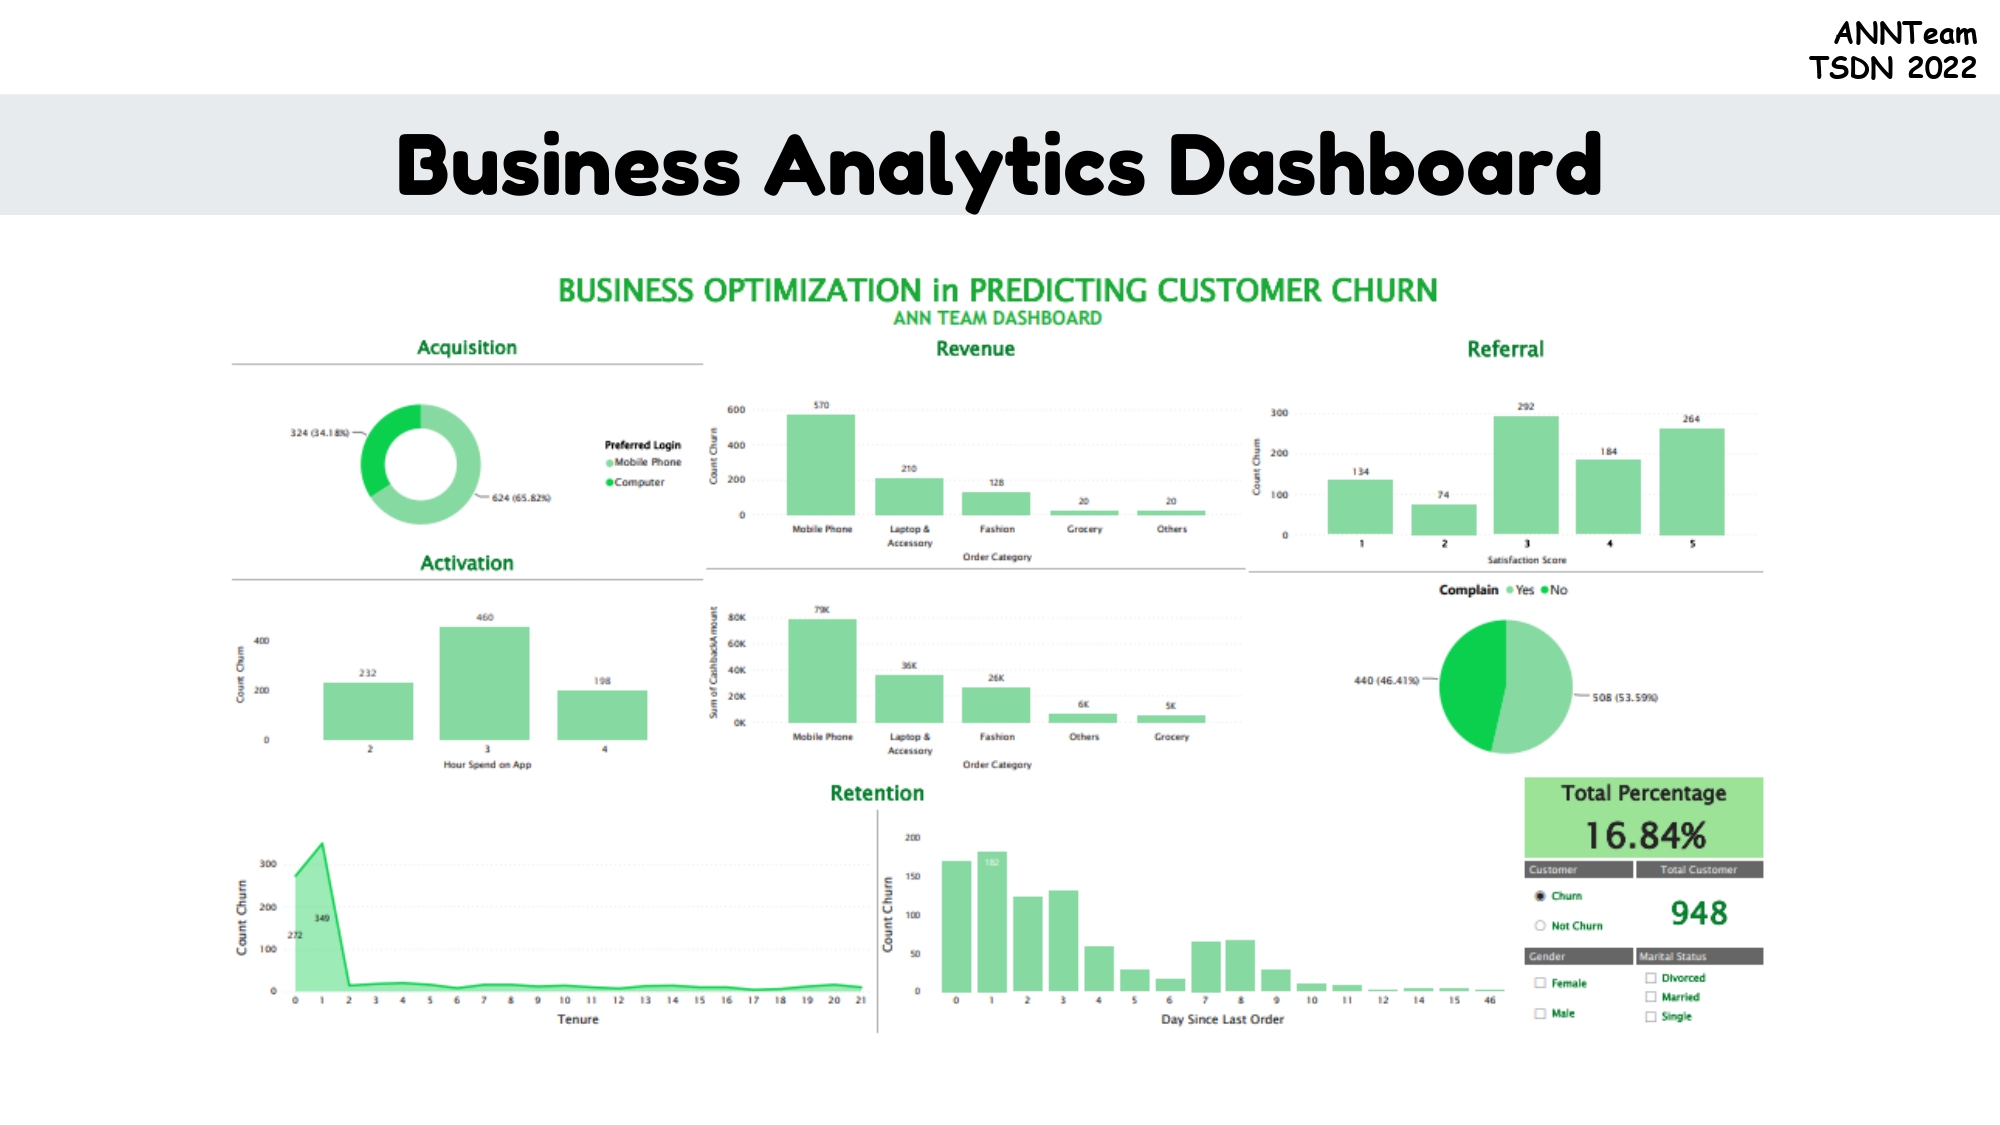 ANNTeam
TSDN 2022
Business Analytics Dashboard
BUSINESS OPTIMIZATION in PREDICTING CUSTOMER CHURN
ANN TEAM DASHBOARD
Acquisition
324 (34.18%)
624 (65.82%)
Preferred Login
Mobile Phone
Computer
Activation
Count Churn
400
200
0
232
460
198
2
3
4
Hour Spend on App
Revenue
Count Churn
600
400
200
0
570
210
128
20
20
Mobile Phone
Laptop &
Accessory
Fashion
Grocery
Others
Order Category
Sum of CashbackAmount
80K
60K
40K
20K
0K
79K
36K
26K
6K
5K
Mobile Phone
Laptop &
Accessory
Fashion
Others
Grocery
Order Category
Referral
Count Churn
300
200
100
0
134
74
292
184
264
1
2
3
4
5
Satisfaction Score
Complain Yes No
440 (46.41%)
508 (53.59%)
Retention
Count Churn
300
200
100
0
272
349
0 1 2 3 4 5 6 7 8 9 10 11 12 13 14 15 16 17 18 19 20 21
Tenure
Count Churn
200
150
100
50
0
182
0 1 2 3 4 5 6 7 8 9 10 11 12 14 15 46
Day Since Last Order
Total Percentage
16.84%
Customer
Churn
Not Churn
Total Customer
948
Gender
Female
Male
Marital Status
Divorced
Married
Single